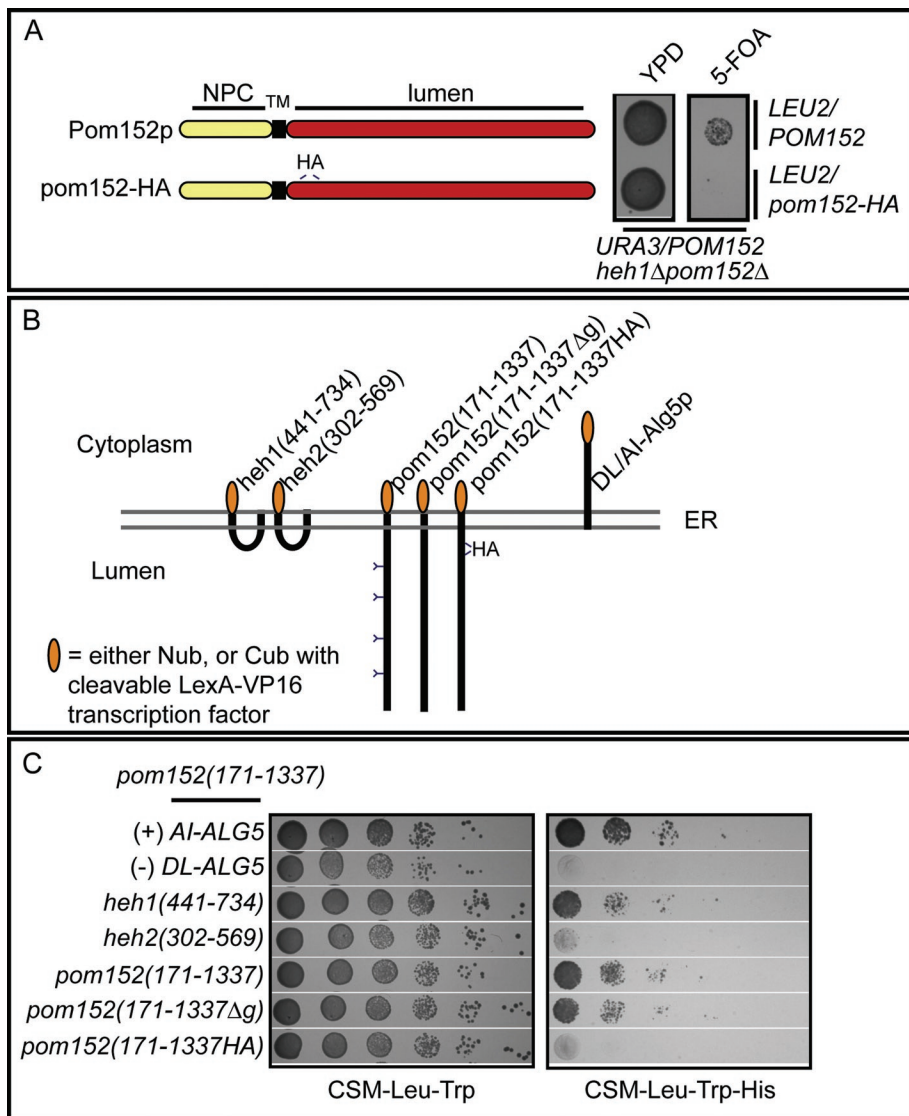 A
NPC
TM
lumen
Pom152p
HA
pom152-HA
YPD
5-FOA
LEU2/
POM152
LEU2/
pom152-HA
URA3/POM152
heh1Δpom152Δ
B
Cytoplasm
heh1(441-734)
heh2(302-569)
pom152(171-1337)
pom152(171-1337Δg)
pom152(171-1337HA)
DL/AI-Alg5p
ER
HA
Lumen
= either Nub, or Cub with
cleavable LexA-VP16
transcription factor
C
pom152(171-1337)
(+) AI-ALG5
(-) DL-ALG5
heh1(441-734)
heh2(302-569)
pom152(171-1337)
pom152(171-1337Δg)
pom152(171-1337HA)
CSM-Leu-Trp
CSM-Leu-Trp-His